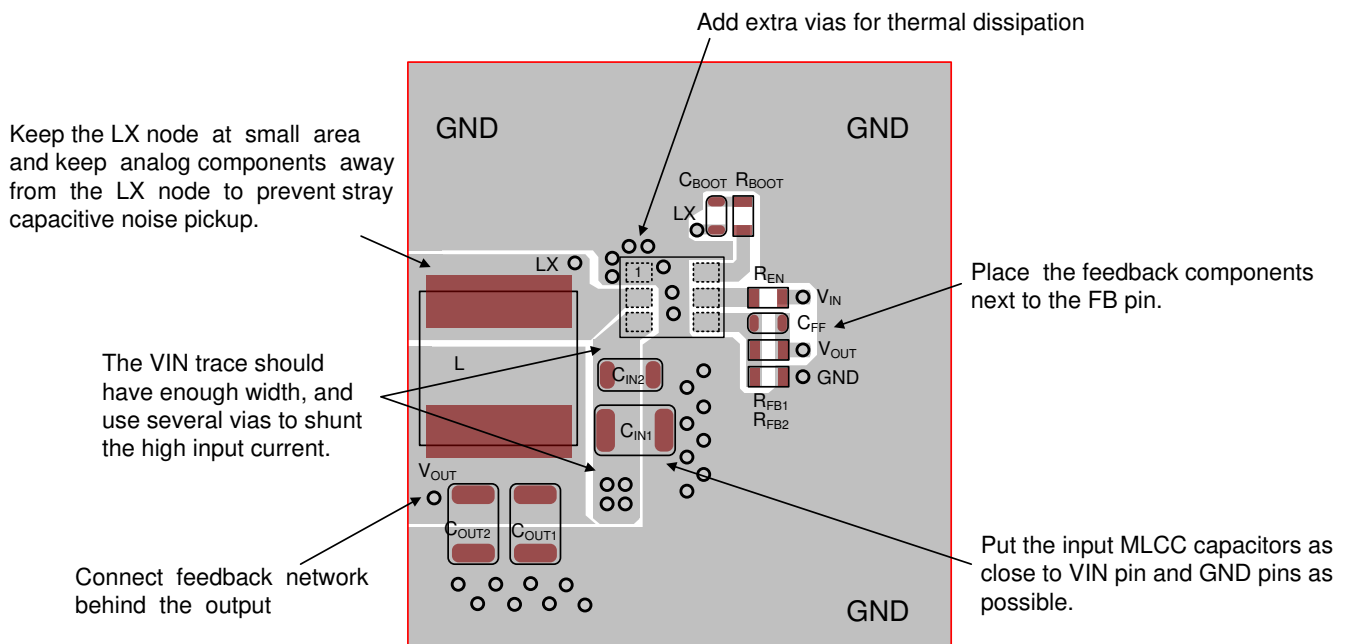 Add extra vias for thermal dissipation
Keep the LX node at small area
and keep analog components away
from the LX node to prevent stray
capacitive noise pickup.
GND
GND
CBOOT RBOOT
LX
LX
1
REN
VIN
CFF
VOUT
GND
RFB1
RFB2
Place the feedback components
next to the FB pin.
The VIN trace should
have enough width, and
use several vias to shunt
the high input current.
L
CIN2
CIN1
VOUT
COUT2
COUT1
Connect feedback network
behind the output
Put the input MLCC capacitors as
close to VIN pin and GND pins as
possible.
GND